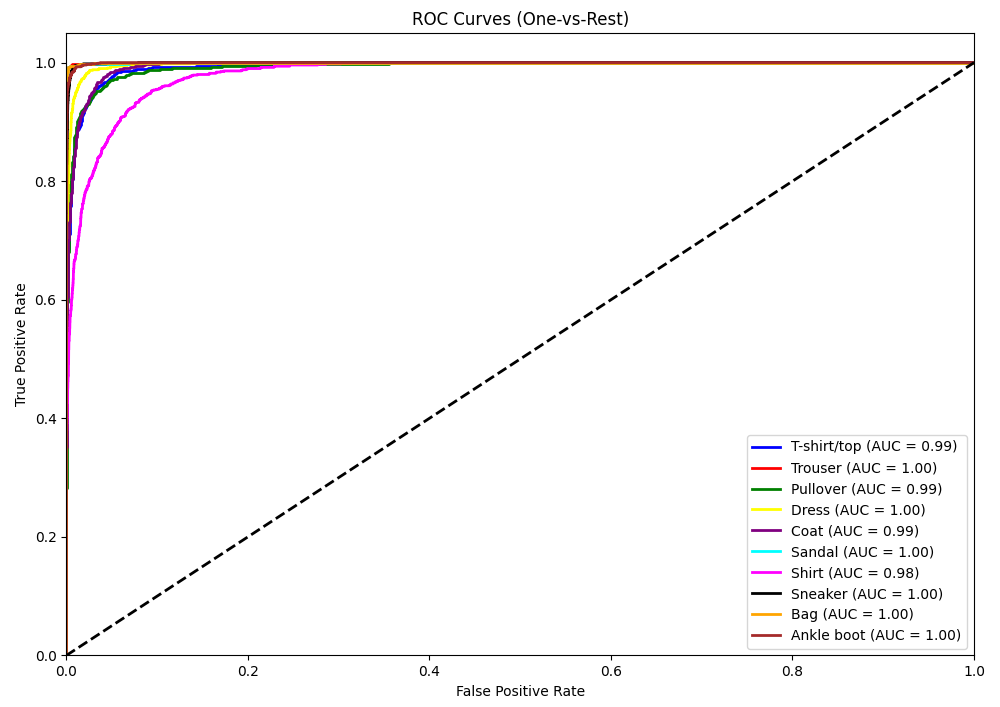 ROC Curves (One-vs-Rest)
True Positive Rate
1.0
0.8
0.6
0.4
0.2
0.0
T-shirt/top (AUC = 0.99)
Trouser (AUC = 1.00)
Pullover (AUC = 0.99)
Dress (AUC = 1.00)
Coat (AUC = 0.99)
Sandal (AUC = 1.00)
Shirt (AUC = 0.98)
Sneaker (AUC = 1.00)
Bag (AUC = 1.00)
Ankle boot (AUC = 1.00)
0.0 0.2 0.4 0.6 0.8 1.0
False Positive Rate